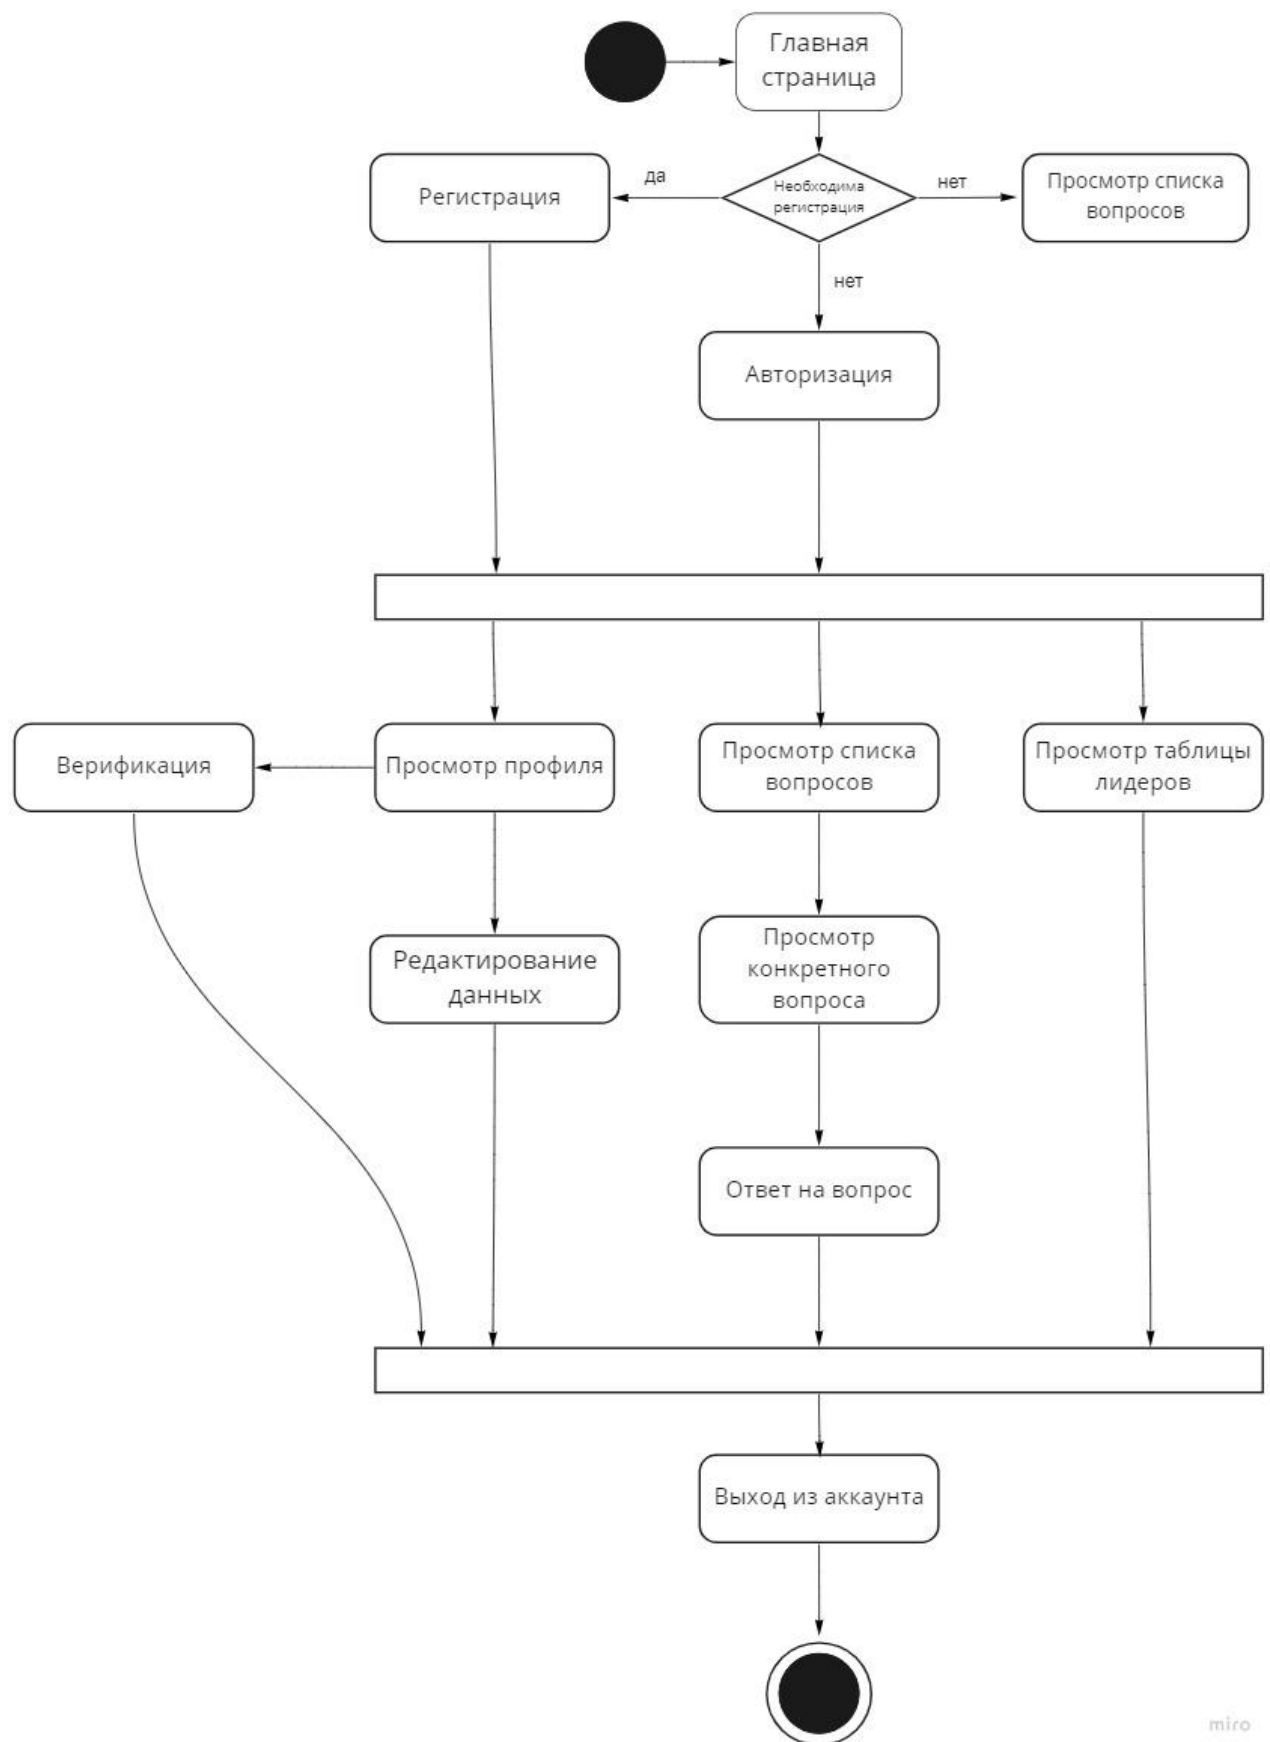 Главная
страница
Регистрация
да
Необходима
регистрация
нет
Просмотр списка
вопросов
нет
Авторизация
Верификация
Просмотр профиля
Просмотр списка
вопросов
Просмотр таблицы
лидеров
Редактирование
данных
Просмотр
конкретного
вопроса
Ответ на вопрос
Выход из аккаунта
miro